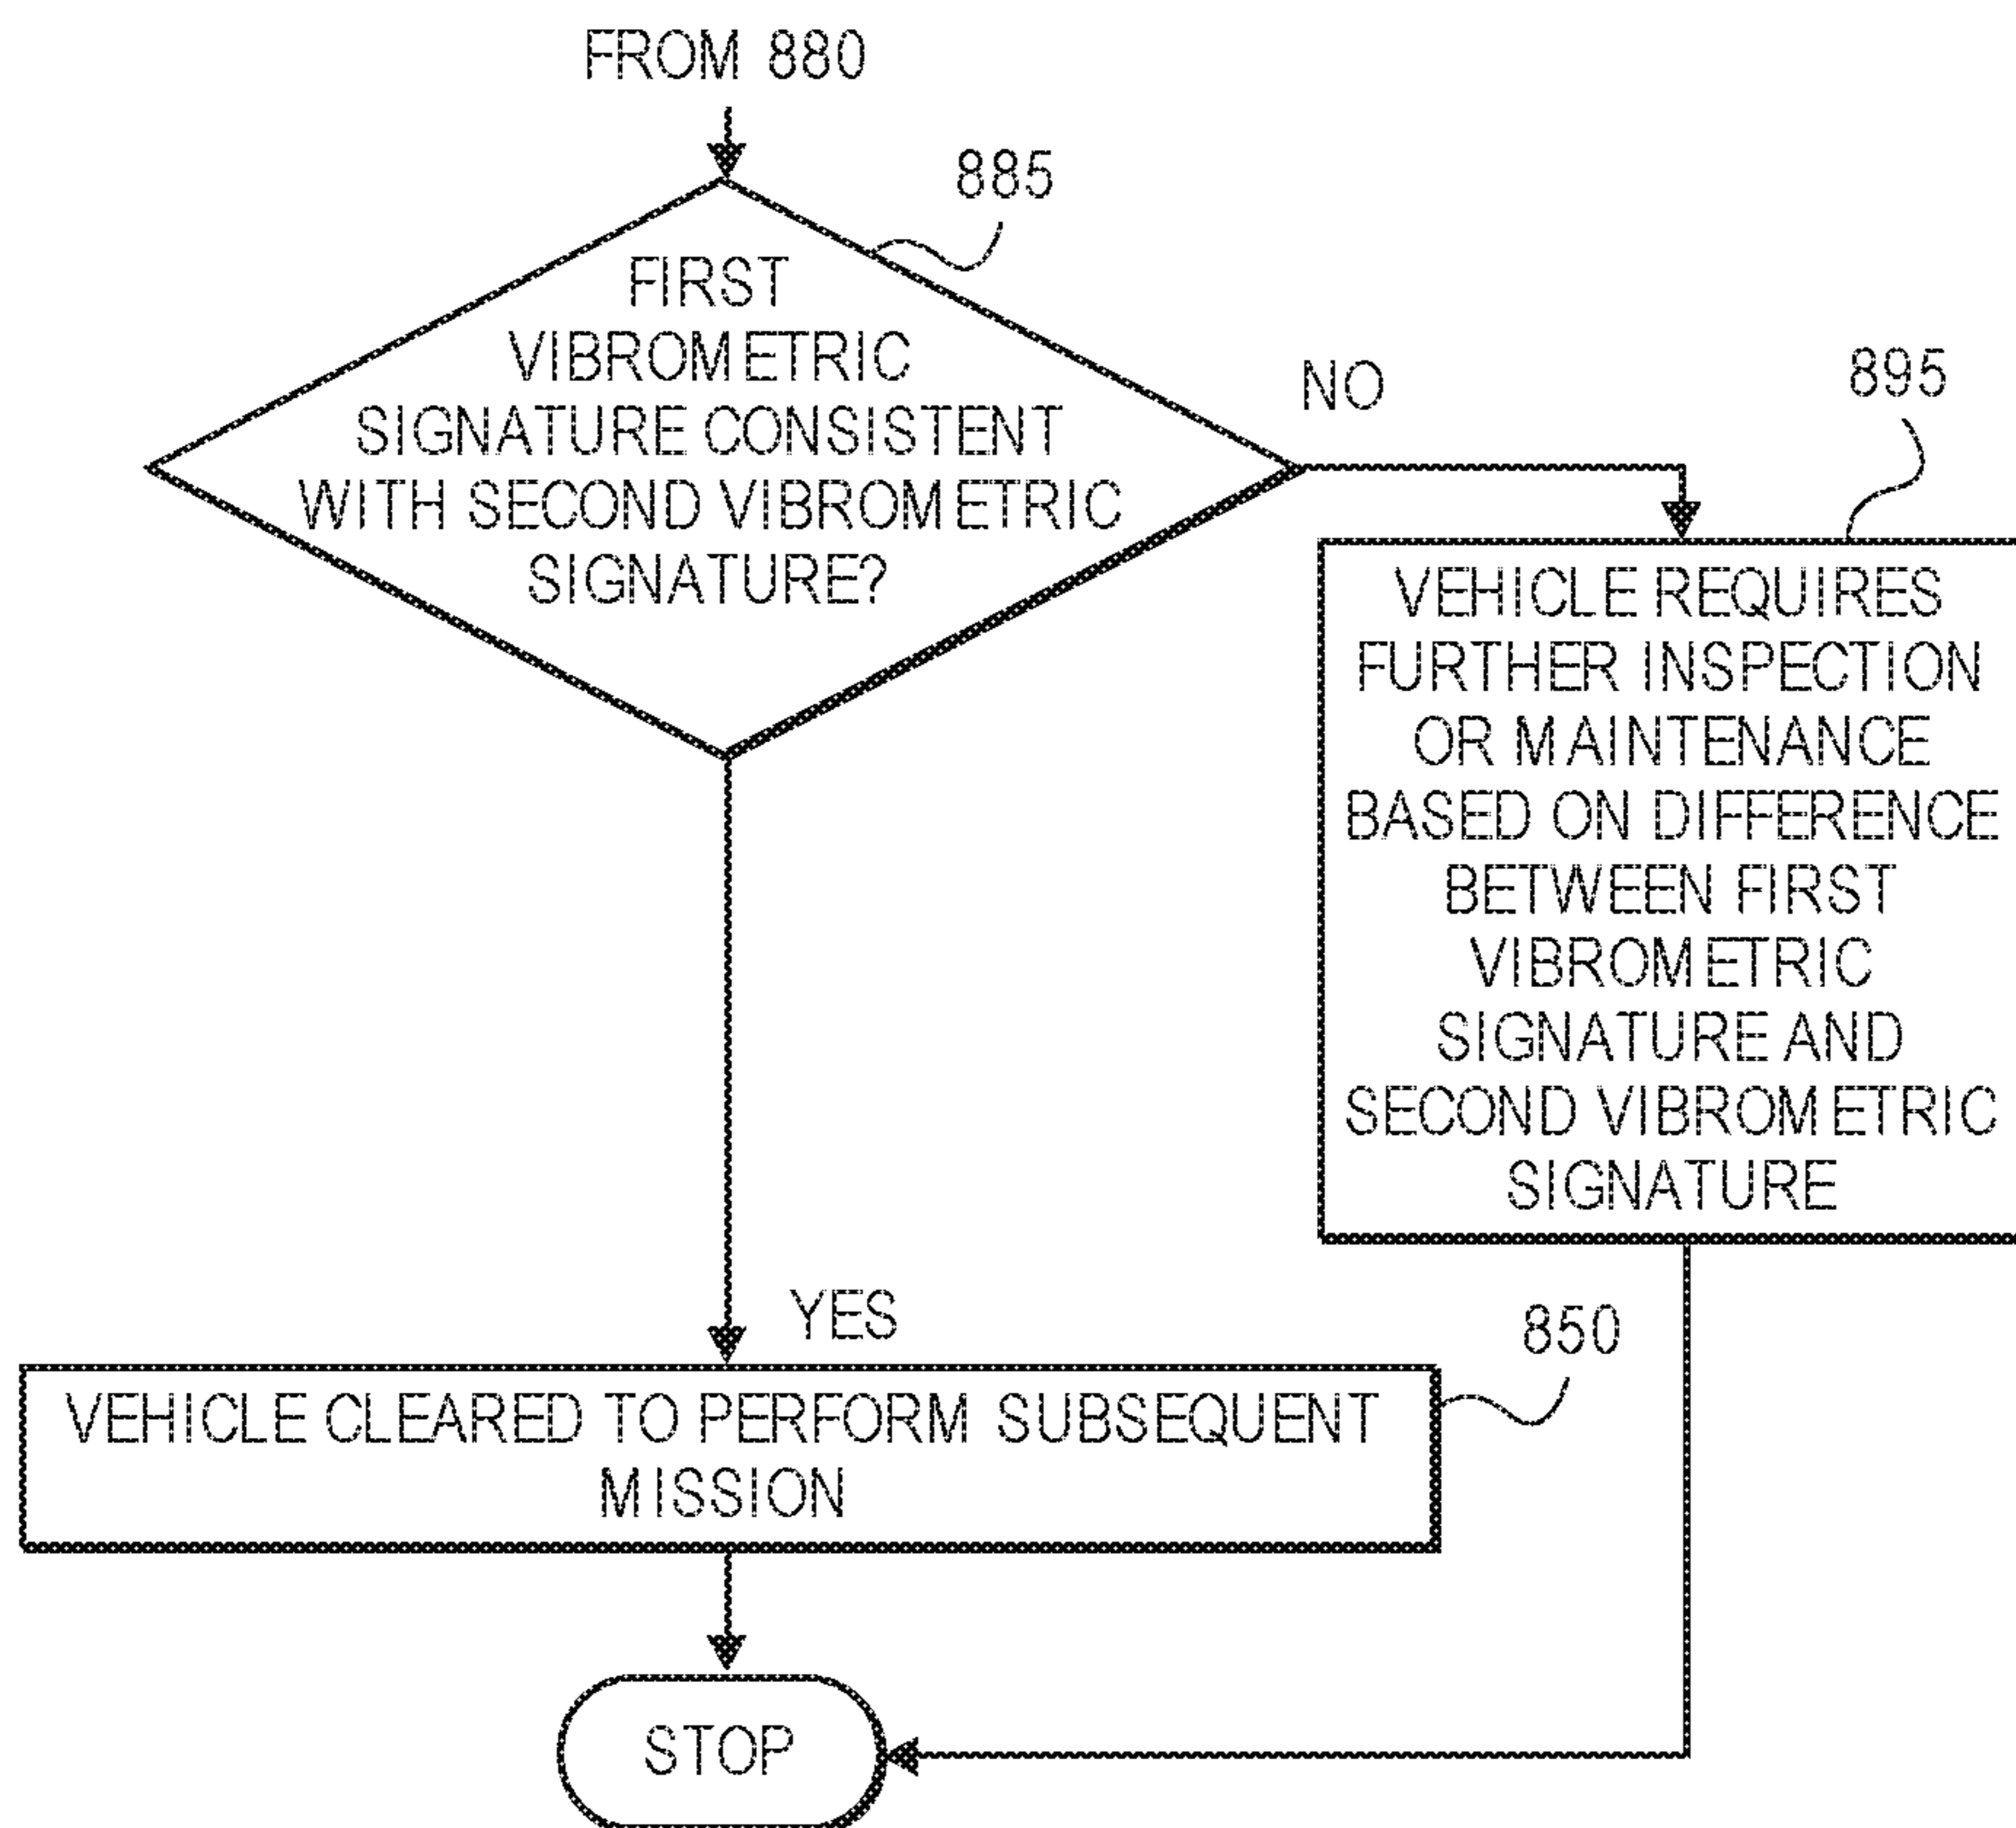 FROM 880
885
FIRST
VIBROMETRIC
SIGNATURE CONSISTENT
WITH SECOND VIBROMETRIC
SIGNATURE?
NO
895
VEHICLE REQUIRES
FURTHER INSPECTION
OR MAINTENANCE
BASED ON DIFFERENCE
BETWEEN FIRST
VIBROMETRIC
SIGNATURE AND
SECOND VIBROMETRIC
SIGNATURE
YES
850
VEHICLE CLEARED TO PERFORM SUBSEQUENT
MISSION
STOP